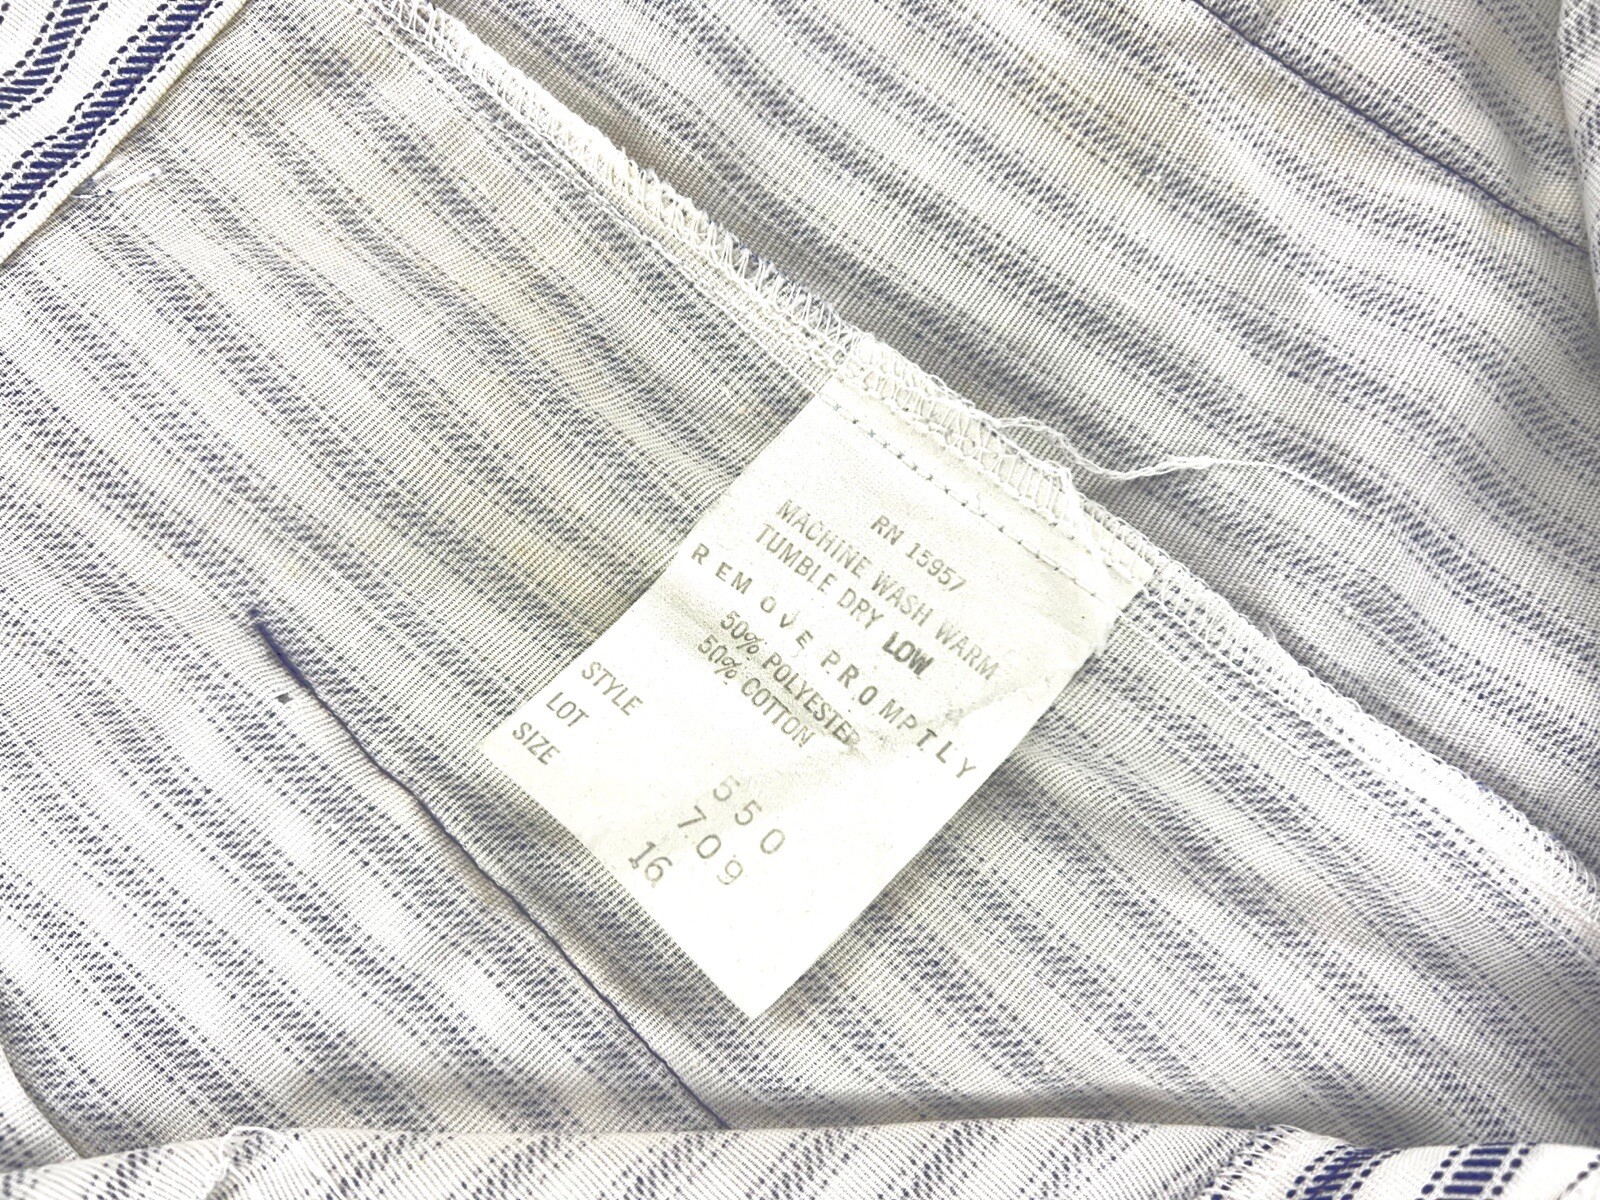 RN 15957
MACHINE WASH WARM
TUMBLE DRY LOW
REMOVE PROMPTLY
50% POLYESTER
50% COTTON
STYLE 550
LOT 709
SIZE 16